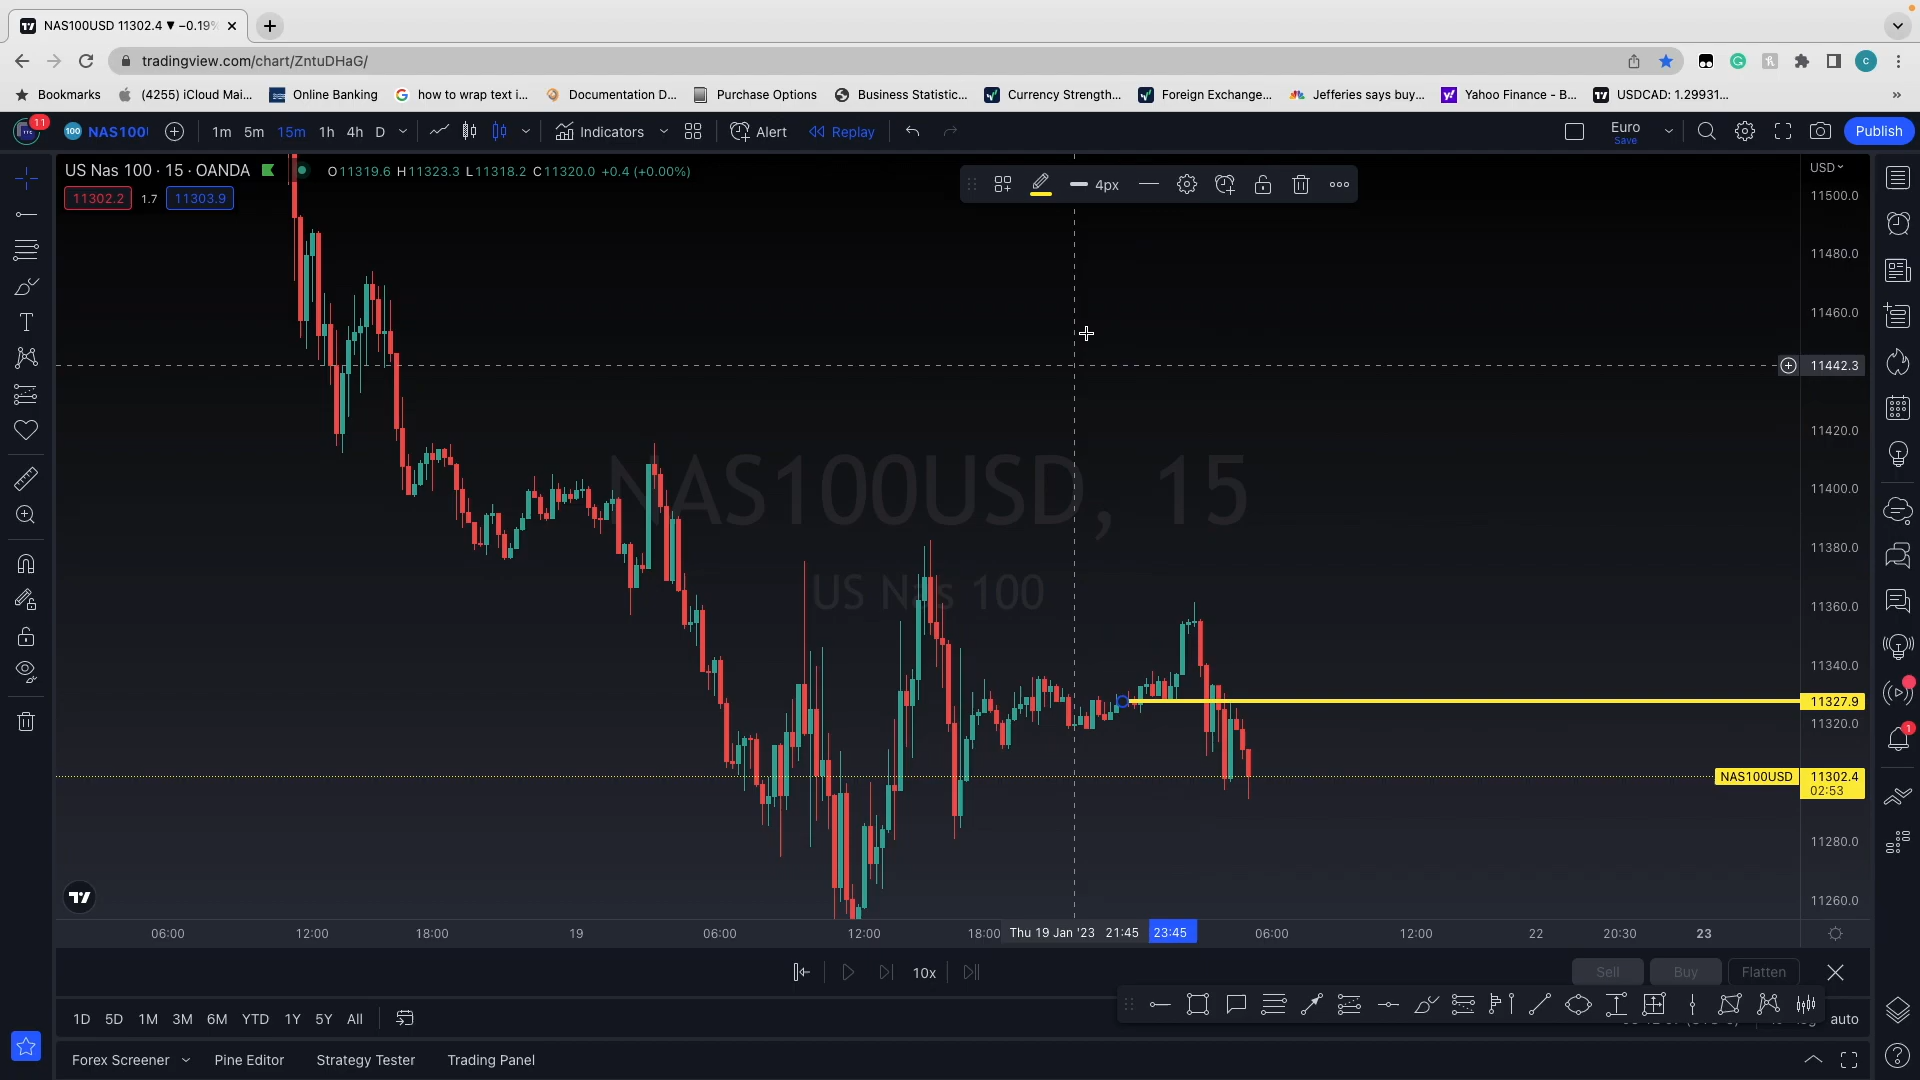 NAS100USD 11302.4 ▼ −0.19%
tradingview.com/chart/ZntuDHaG/
Bookmarks (4255) iCloud Mai... Online Banking how to wrap text i... Documentation D... Purchase Options Business Statistic... Currency Strength... Foreign Exchange... Jefferies says buy... Yahoo Finance - B... USDCAD: 1.29931... »
11
100 NAS100 1m 5m 15m 1h 4h D Indicators Alert Replay Euro Save Publish
US Nas 100 · 15 · OANDA O11319.6 H11323.3 L11318.2 C11320.0 +0.4 (+0.00%)
11302.2 1.7 11303.9
4px
USD
11500.0
11480.0
11460.0
11442.3
11420.0
11400.0
11380.0
11360.0
11340.0
11327.9
11320.0
NAS100USD 11302.4
02:53
11280.0
11260.0
NAS100USD, 15
US Nas 100
1
06:00 12:00 18:00 19 06:00 12:00 18:00 Thu 19 Jan '23 21:45 23:45 06:00 12:00 22 20:30 23
10x Sell Buy Flatten
1D 5D 1M 3M 6M YTD 1Y 5Y All auto
Forex Screener Pine Editor Strategy Tester Trading Panel